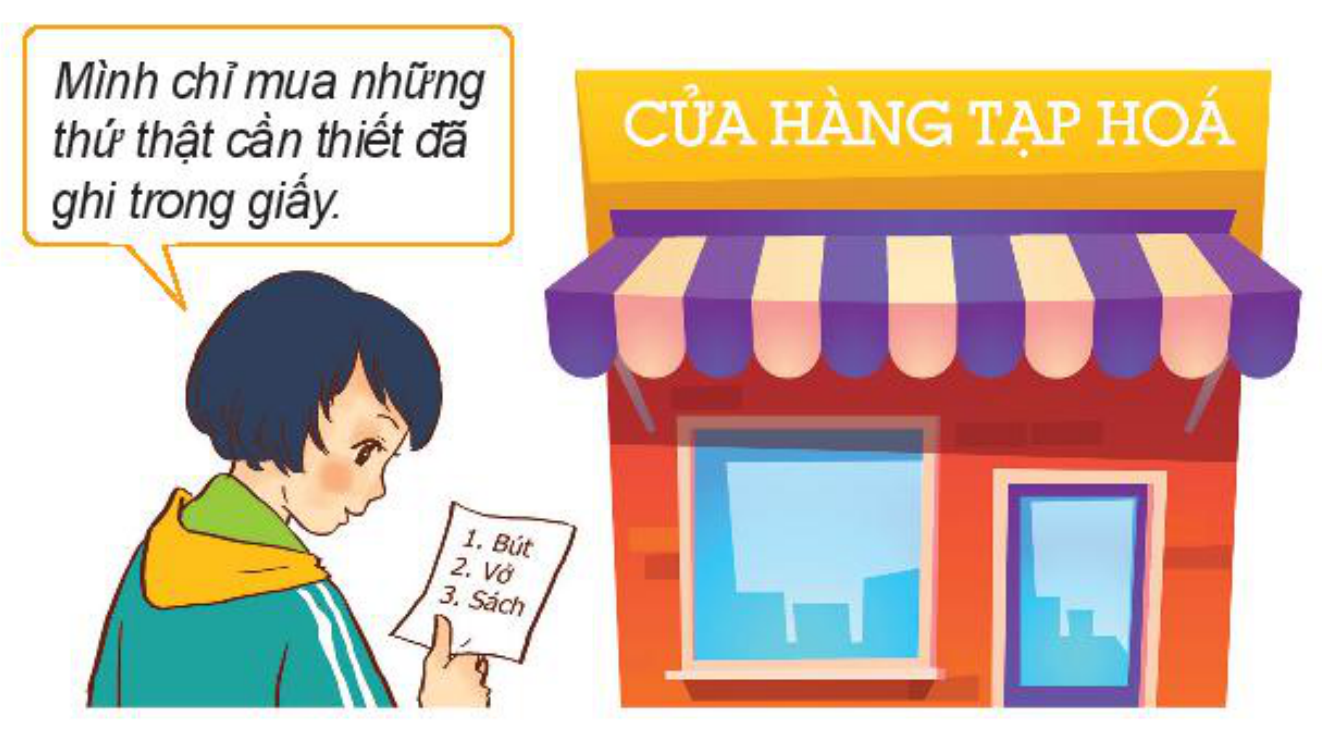 Mình chỉ mua những
thứ thật cần thiết đã
ghi trong giấy.
CỬA HÀNG TẠP HOÁ
1. Bút
2. Vở
3. Sách